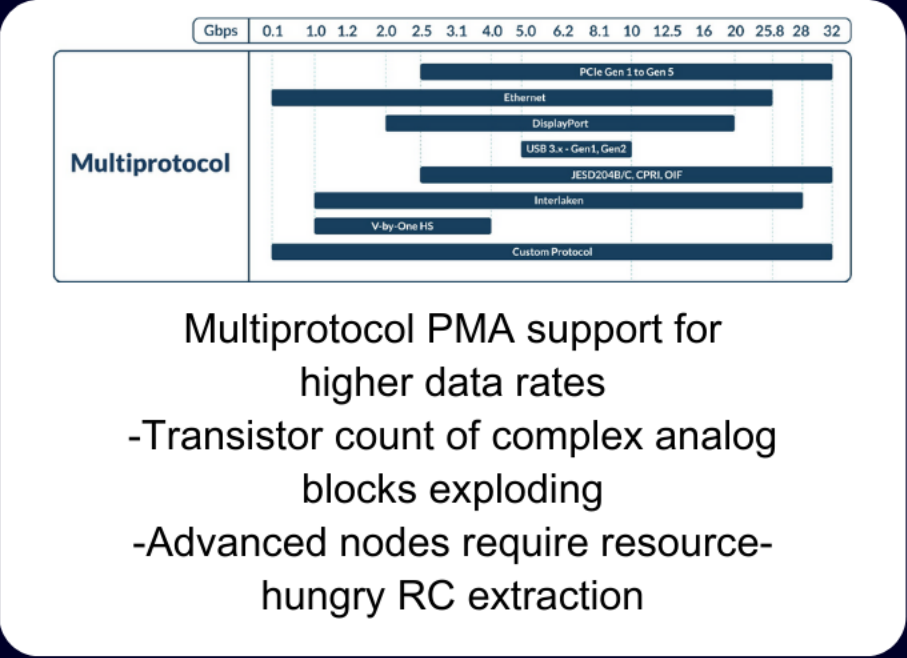 Gbps 0.1 1.0 1.2 2.0 2.5 3.1 4.0 5.0 6.2 8.1 10 12.5 16 20 25.8 28 32
PCIe Gen 1 to Gen 5
Ethernet
DisplayPort
USB 3.x - Gen1, Gen2
Multiprotocol
JESD204B/C, CPRI, OIF
Interlaken
V-by-One HS
Custom Protocol
Multiprotocol PMA support for
higher data rates
-Transistor count of complex analog
blocks exploding
-Advanced nodes require resource-
hungry RC extraction